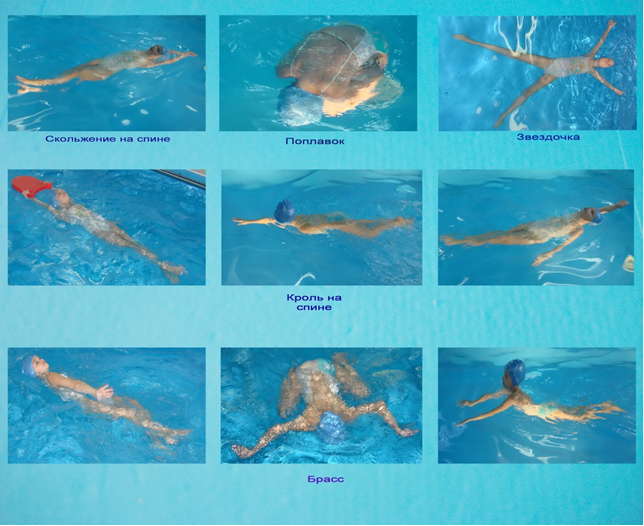 Скольжение на спине
Поплавок
Звездочка
Кроль на
спине
Брасс